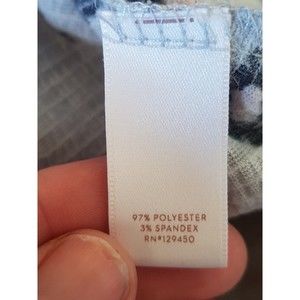 97% POLYESTER
3% SPANDEX
RN#129450